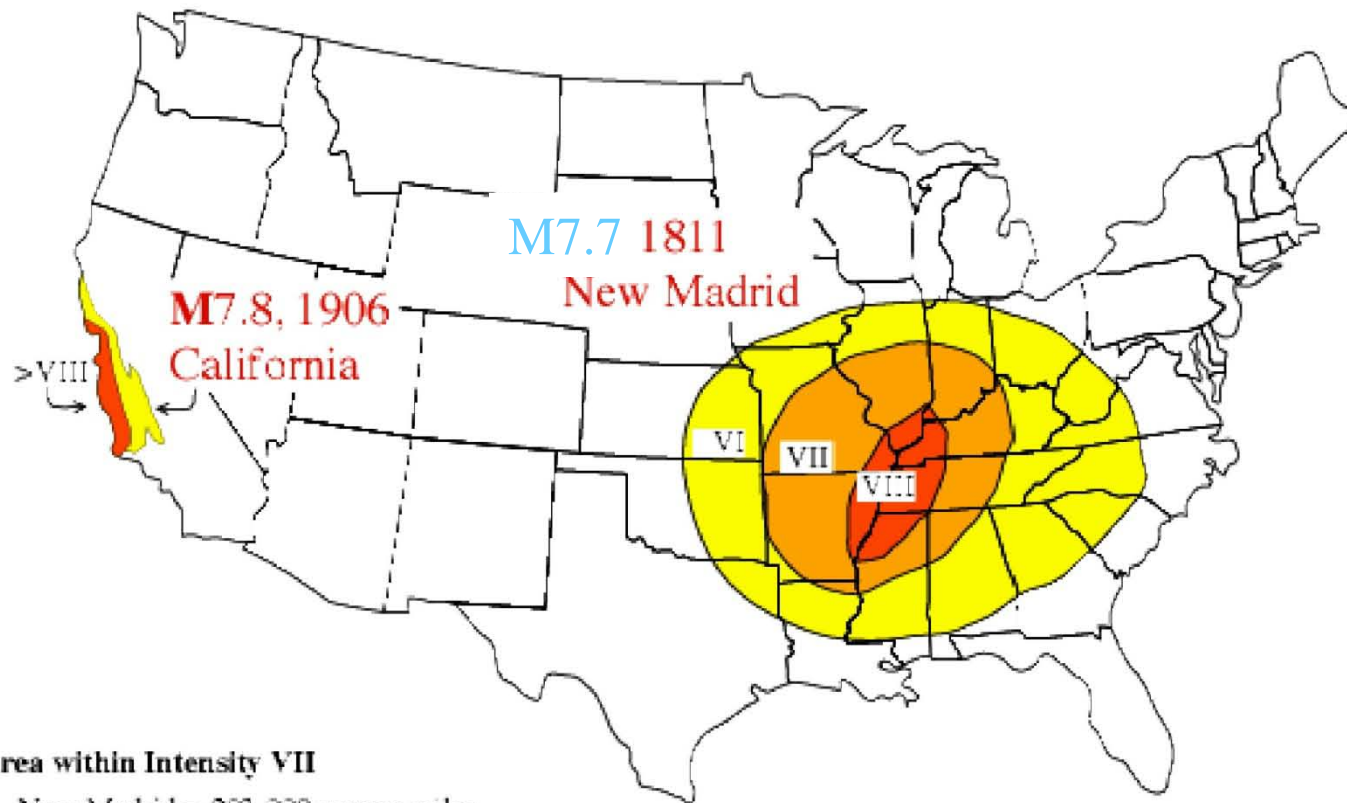 M7.7 1811
New Madrid
M7.8, 1906
California
>VIII
VI
VII
VIII
rea within Intensity VII